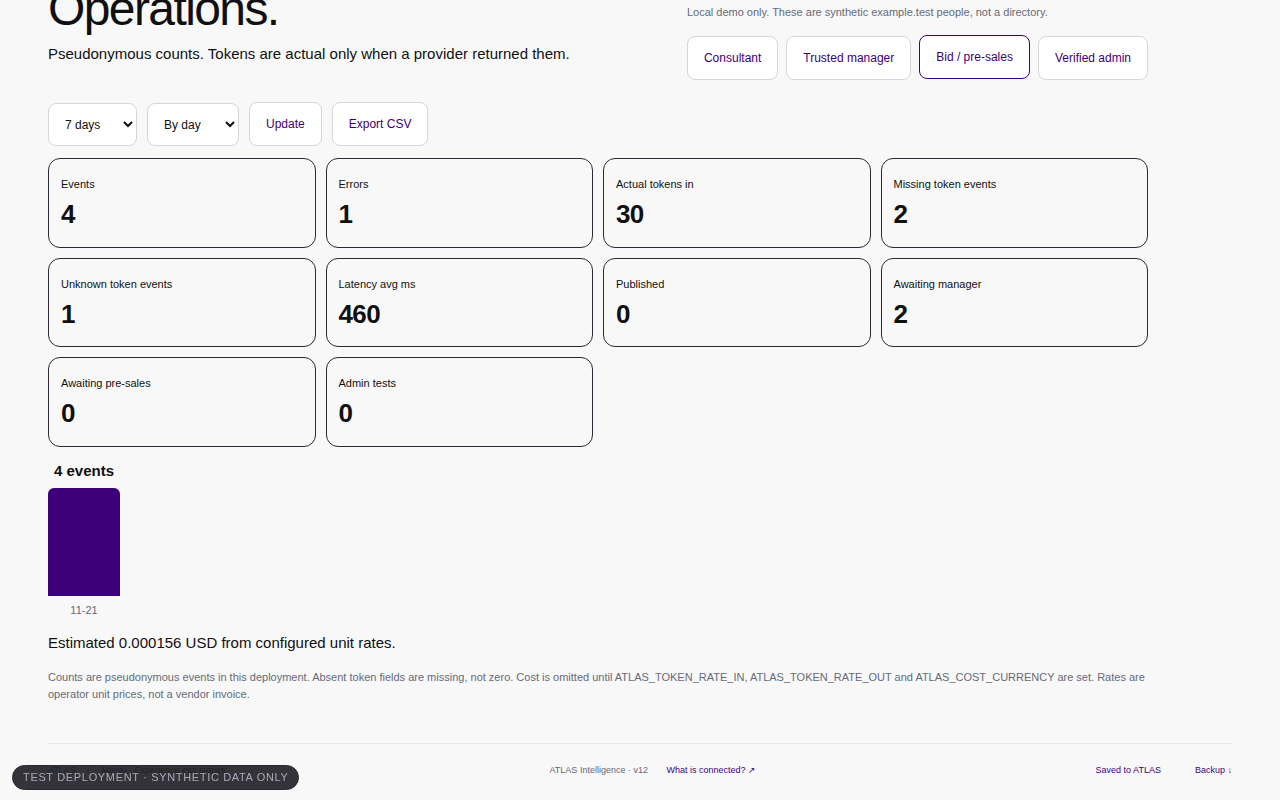 Operations.
Pseudonymous counts. Tokens are actual only when a provider returned them.
Local demo only. These are synthetic example.test people, not a directory.
Consultant
Trusted manager
Bid / pre-sales
Verified admin
7 days
By day
Update
Export CSV
Events
4
Errors
1
Actual tokens in
30
Missing token events
2
Unknown token events
1
Latency avg ms
460
Published
0
Awaiting manager
2
Awaiting pre-sales
0
Admin tests
0
4 events
11-21
Estimated 0.000156 USD from configured unit rates.
Counts are pseudonymous events in this deployment. Absent token fields are missing, not zero. Cost is omitted until ATLAS_TOKEN_RATE_IN, ATLAS_TOKEN_RATE_OUT and ATLAS_COST_CURRENCY are set. Rates are
operator unit prices, not a vendor invoice.
TEST DEPLOYMENT · SYNTHETIC DATA ONLY
ATLAS Intelligence · v12
What is connected? ↗
Saved to ATLAS
Backup ↓